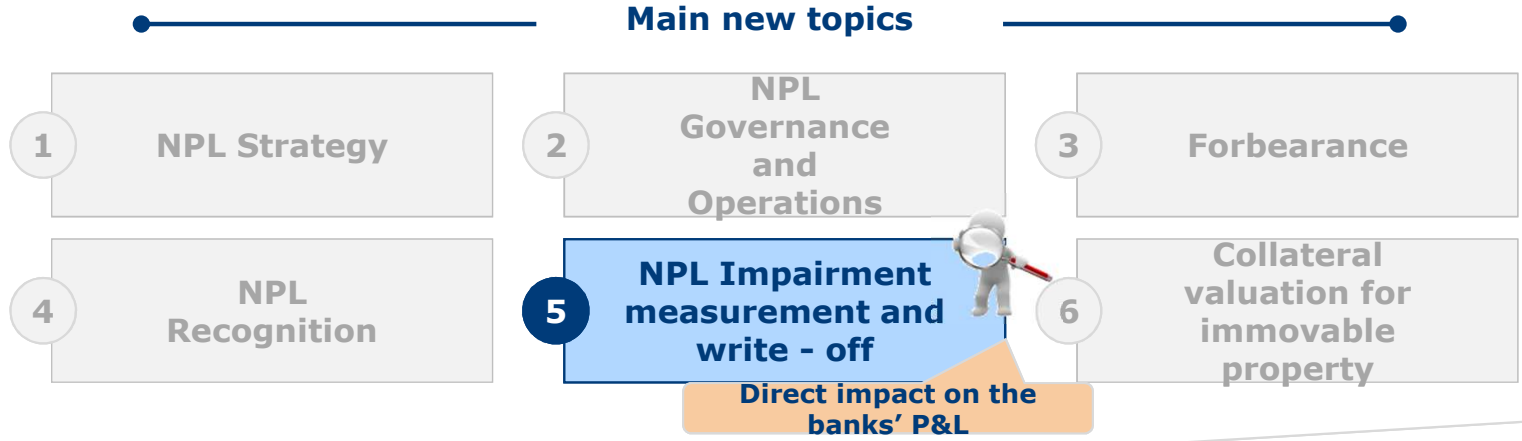 Main new topics
1
NPL Strategy
2
NPL
Governance
and
Operations
3
Forbearance
4
NPL
Recognition
5
NPL Impairment
measurement and
write - off
6
Collateral
valuation for
immovable
property
Direct impact on the
banks' P&L